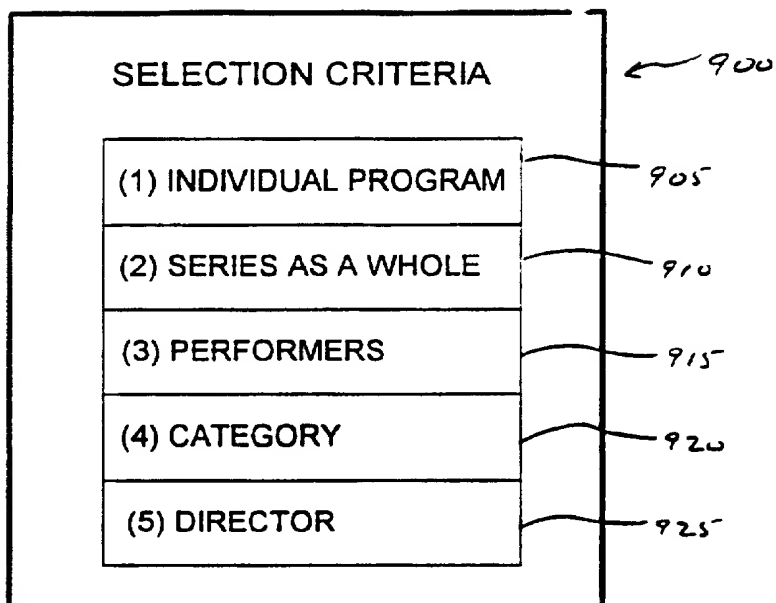 SELECTION CRITERIA
900
(1) INDIVIDUAL PROGRAM
905
(2) SERIES AS A WHOLE
910
(3) PERFORMERS
915
(4) CATEGORY
920
(5) DIRECTOR
925